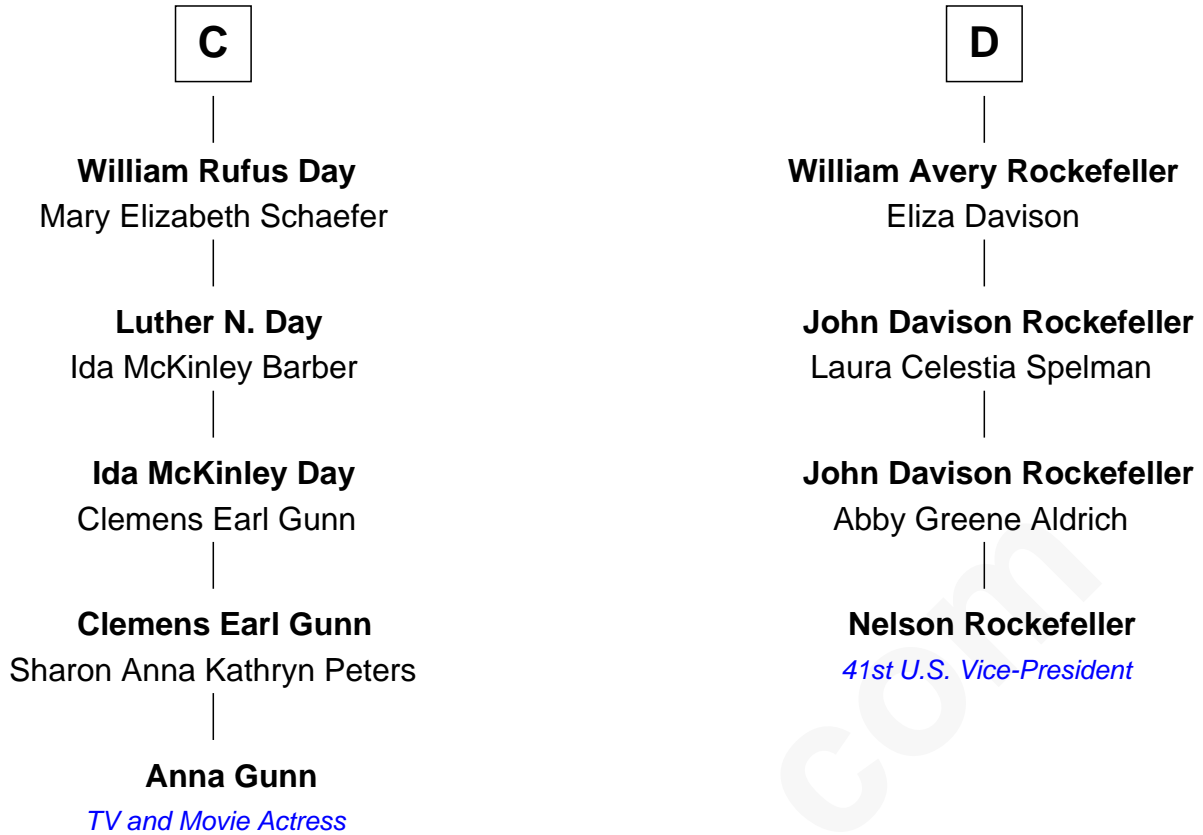 C
William Rufus Day
Mary Elizabeth Schaefer
Luther N. Day
Ida McKinley Barber
Ida McKinley Day
Clemens Earl Gunn
Clemens Earl Gunn
Sharon Anna Kathryn Peters
Anna Gunn
TV and Movie Actress
D
William Avery Rockefeller
Eliza Davison
John Davison Rockefeller
Laura Celestia Spelman
John Davison Rockefeller
Abby Greene Aldrich
Nelson Rockefeller
41st U.S. Vice-President
com